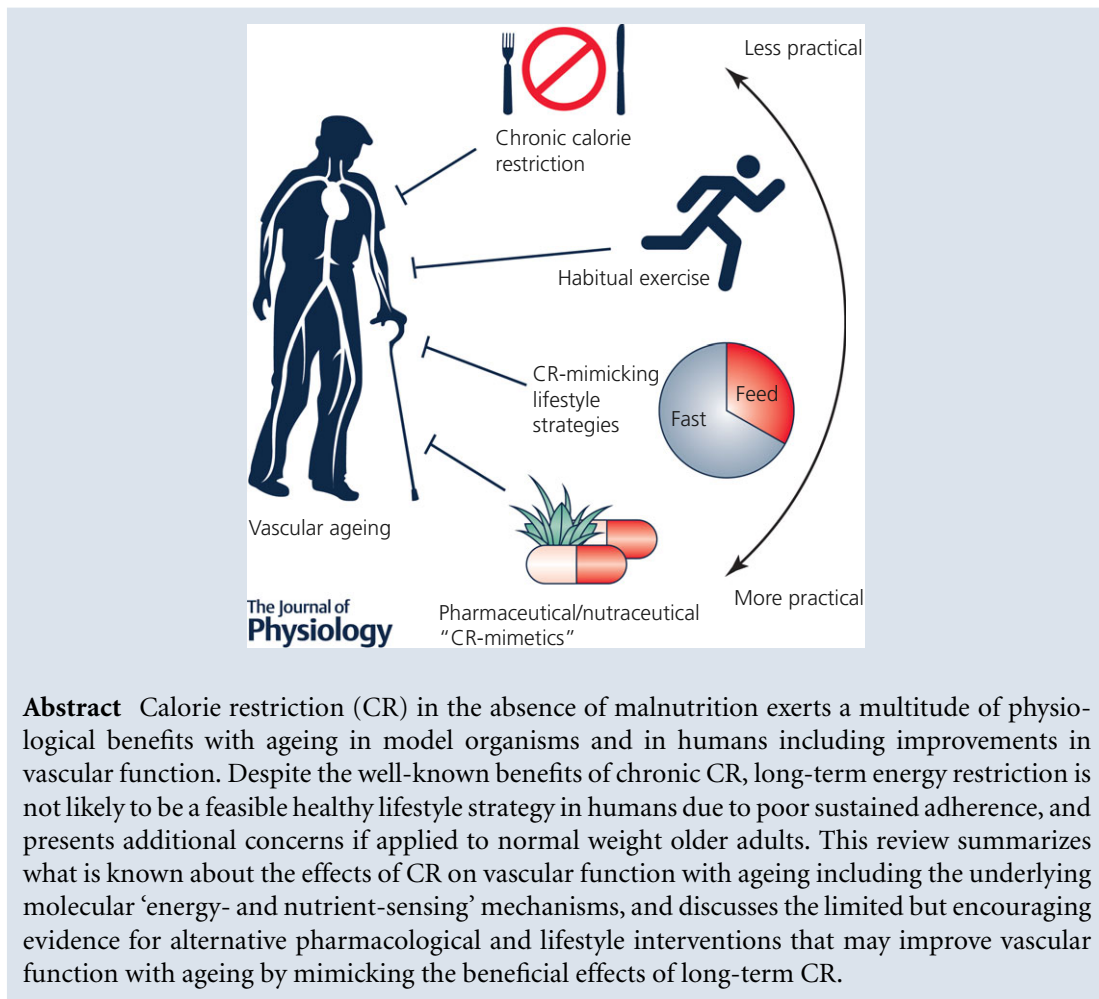 Less practical
Chronic calorie
restriction
Habitual exercise
CR-mimicking
lifestyle
strategies
Feed
Fast
Vascular ageing
More practical
Pharmaceutical/nutraceutical
“CR-mimetics”
The Journal of
Physiology
Abstract Calorie restriction (CR) in the absence of malnutrition exerts a multitude of physio-
logical benefits with ageing in model organisms and in humans including improvements in
vascular function. Despite the well-known benefits of chronic CR, long-term energy restriction is
not likely to be a feasible healthy lifestyle strategy in humans due to poor sustained adherence, and
presents additional concerns if applied to normal weight older adults. This review summarizes
what is known about the effects of CR on vascular function with ageing including the underlying
molecular ‘energy- and nutrient-sensing’ mechanisms, and discusses the limited but encouraging
evidence for alternative pharmacological and lifestyle interventions that may improve vascular
function with ageing by mimicking the beneficial effects of long-term CR.